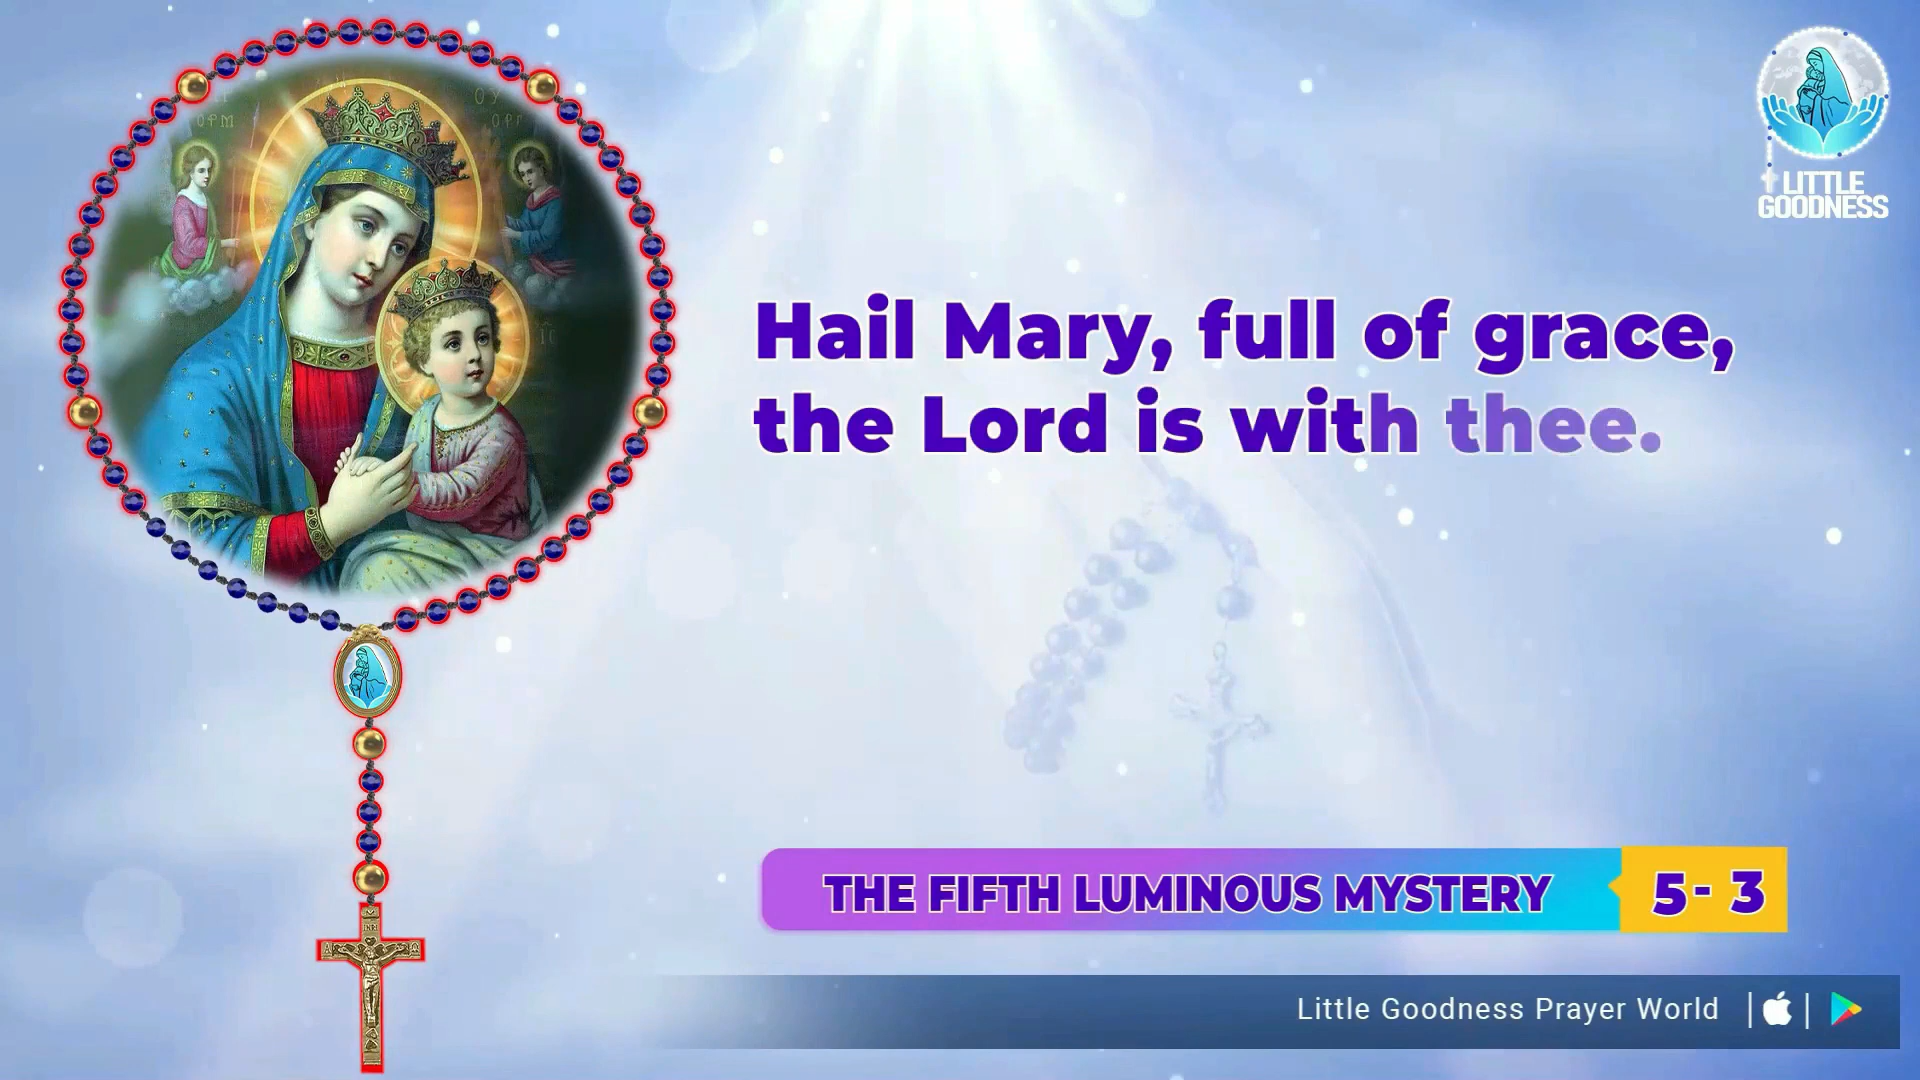 LITTLE
GOODNESS
Hail Mary, full of grace,
the Lord is with thee.
THE FIFTH LUMINOUS MYSTERY
5- 3
INRI
Little Goodness Prayer World